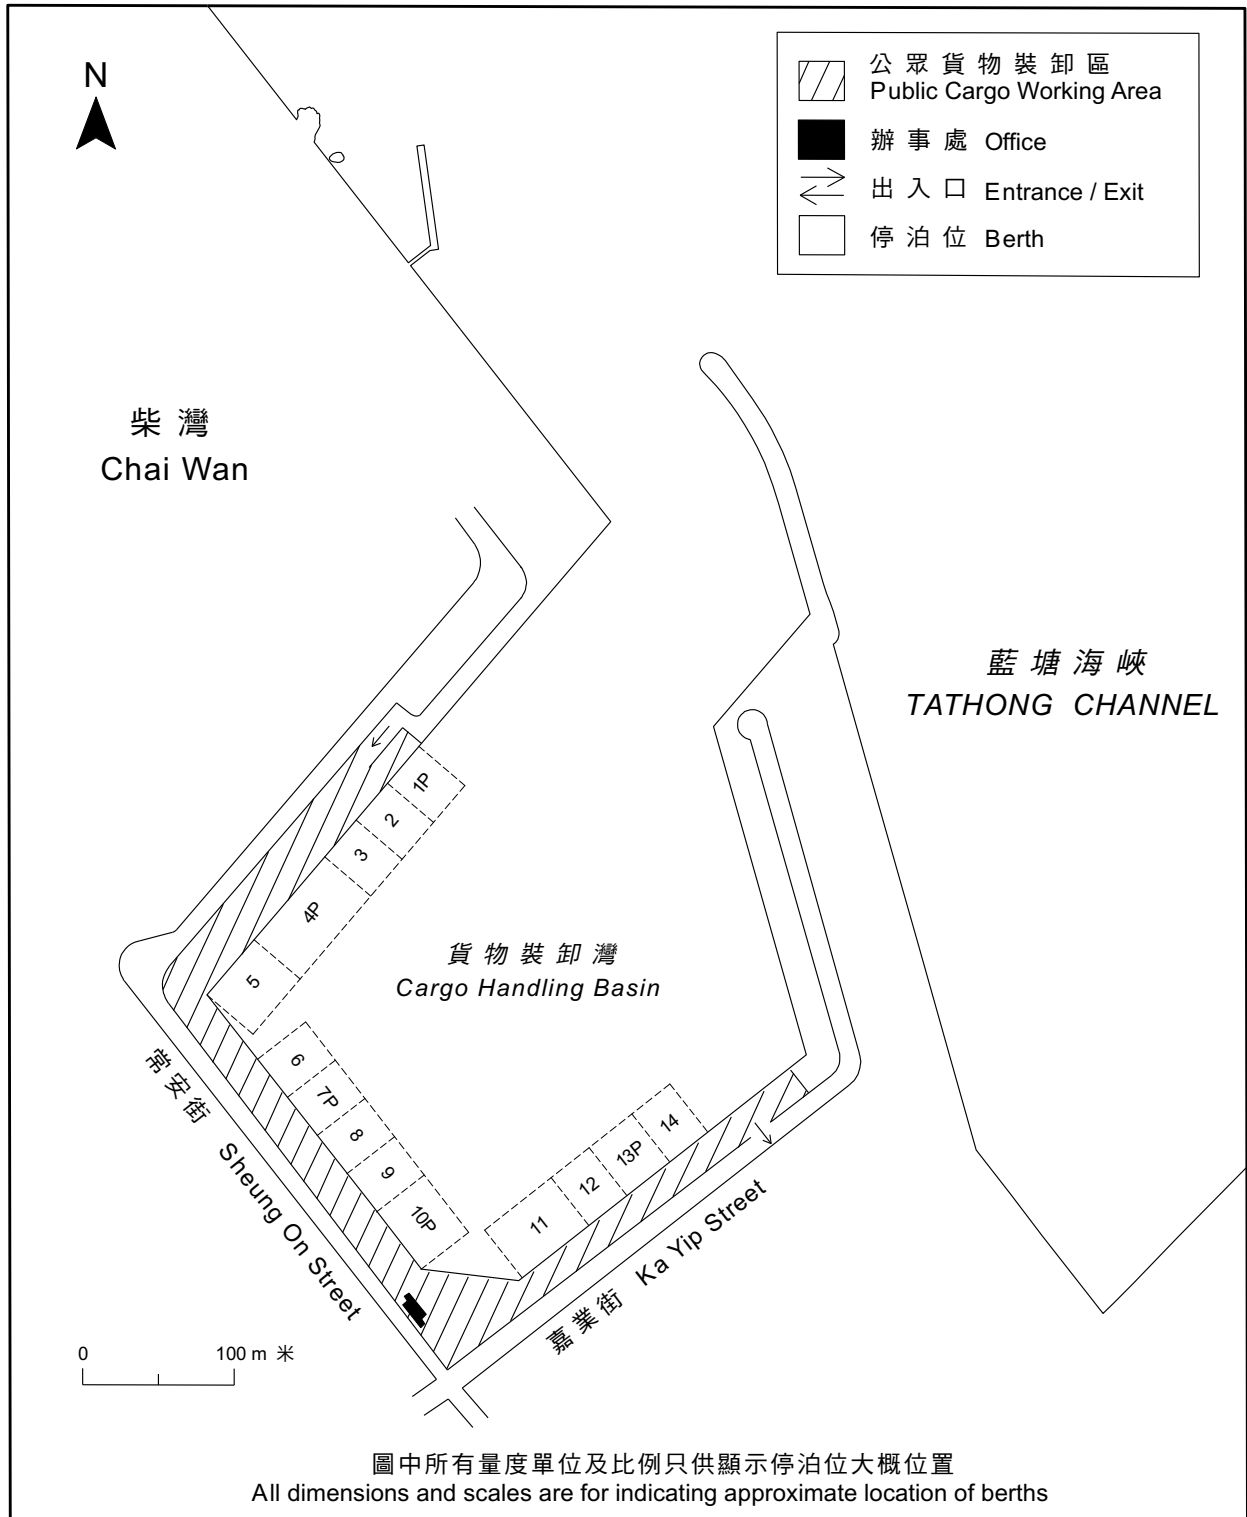 N
公眾貨物裝卸區
Public Cargo Working Area
辦事處 Office
出入口 Entrance / Exit
停泊位 Berth
柴灣
Chai Wan
藍塘海峽
TATHONG CHANNEL
1P
2
3
4P
5
貨物裝卸灣
Cargo Handling Basin
6
7P
8
9
10P
11
12
13P
14
常安街 Sheung On Street
嘉業街 Ka Yip Street
0 100 m 米
圖中所有量度單位及比例只供顯示停泊位大概位置
All dimensions and scales are for indicating approximate location of berths